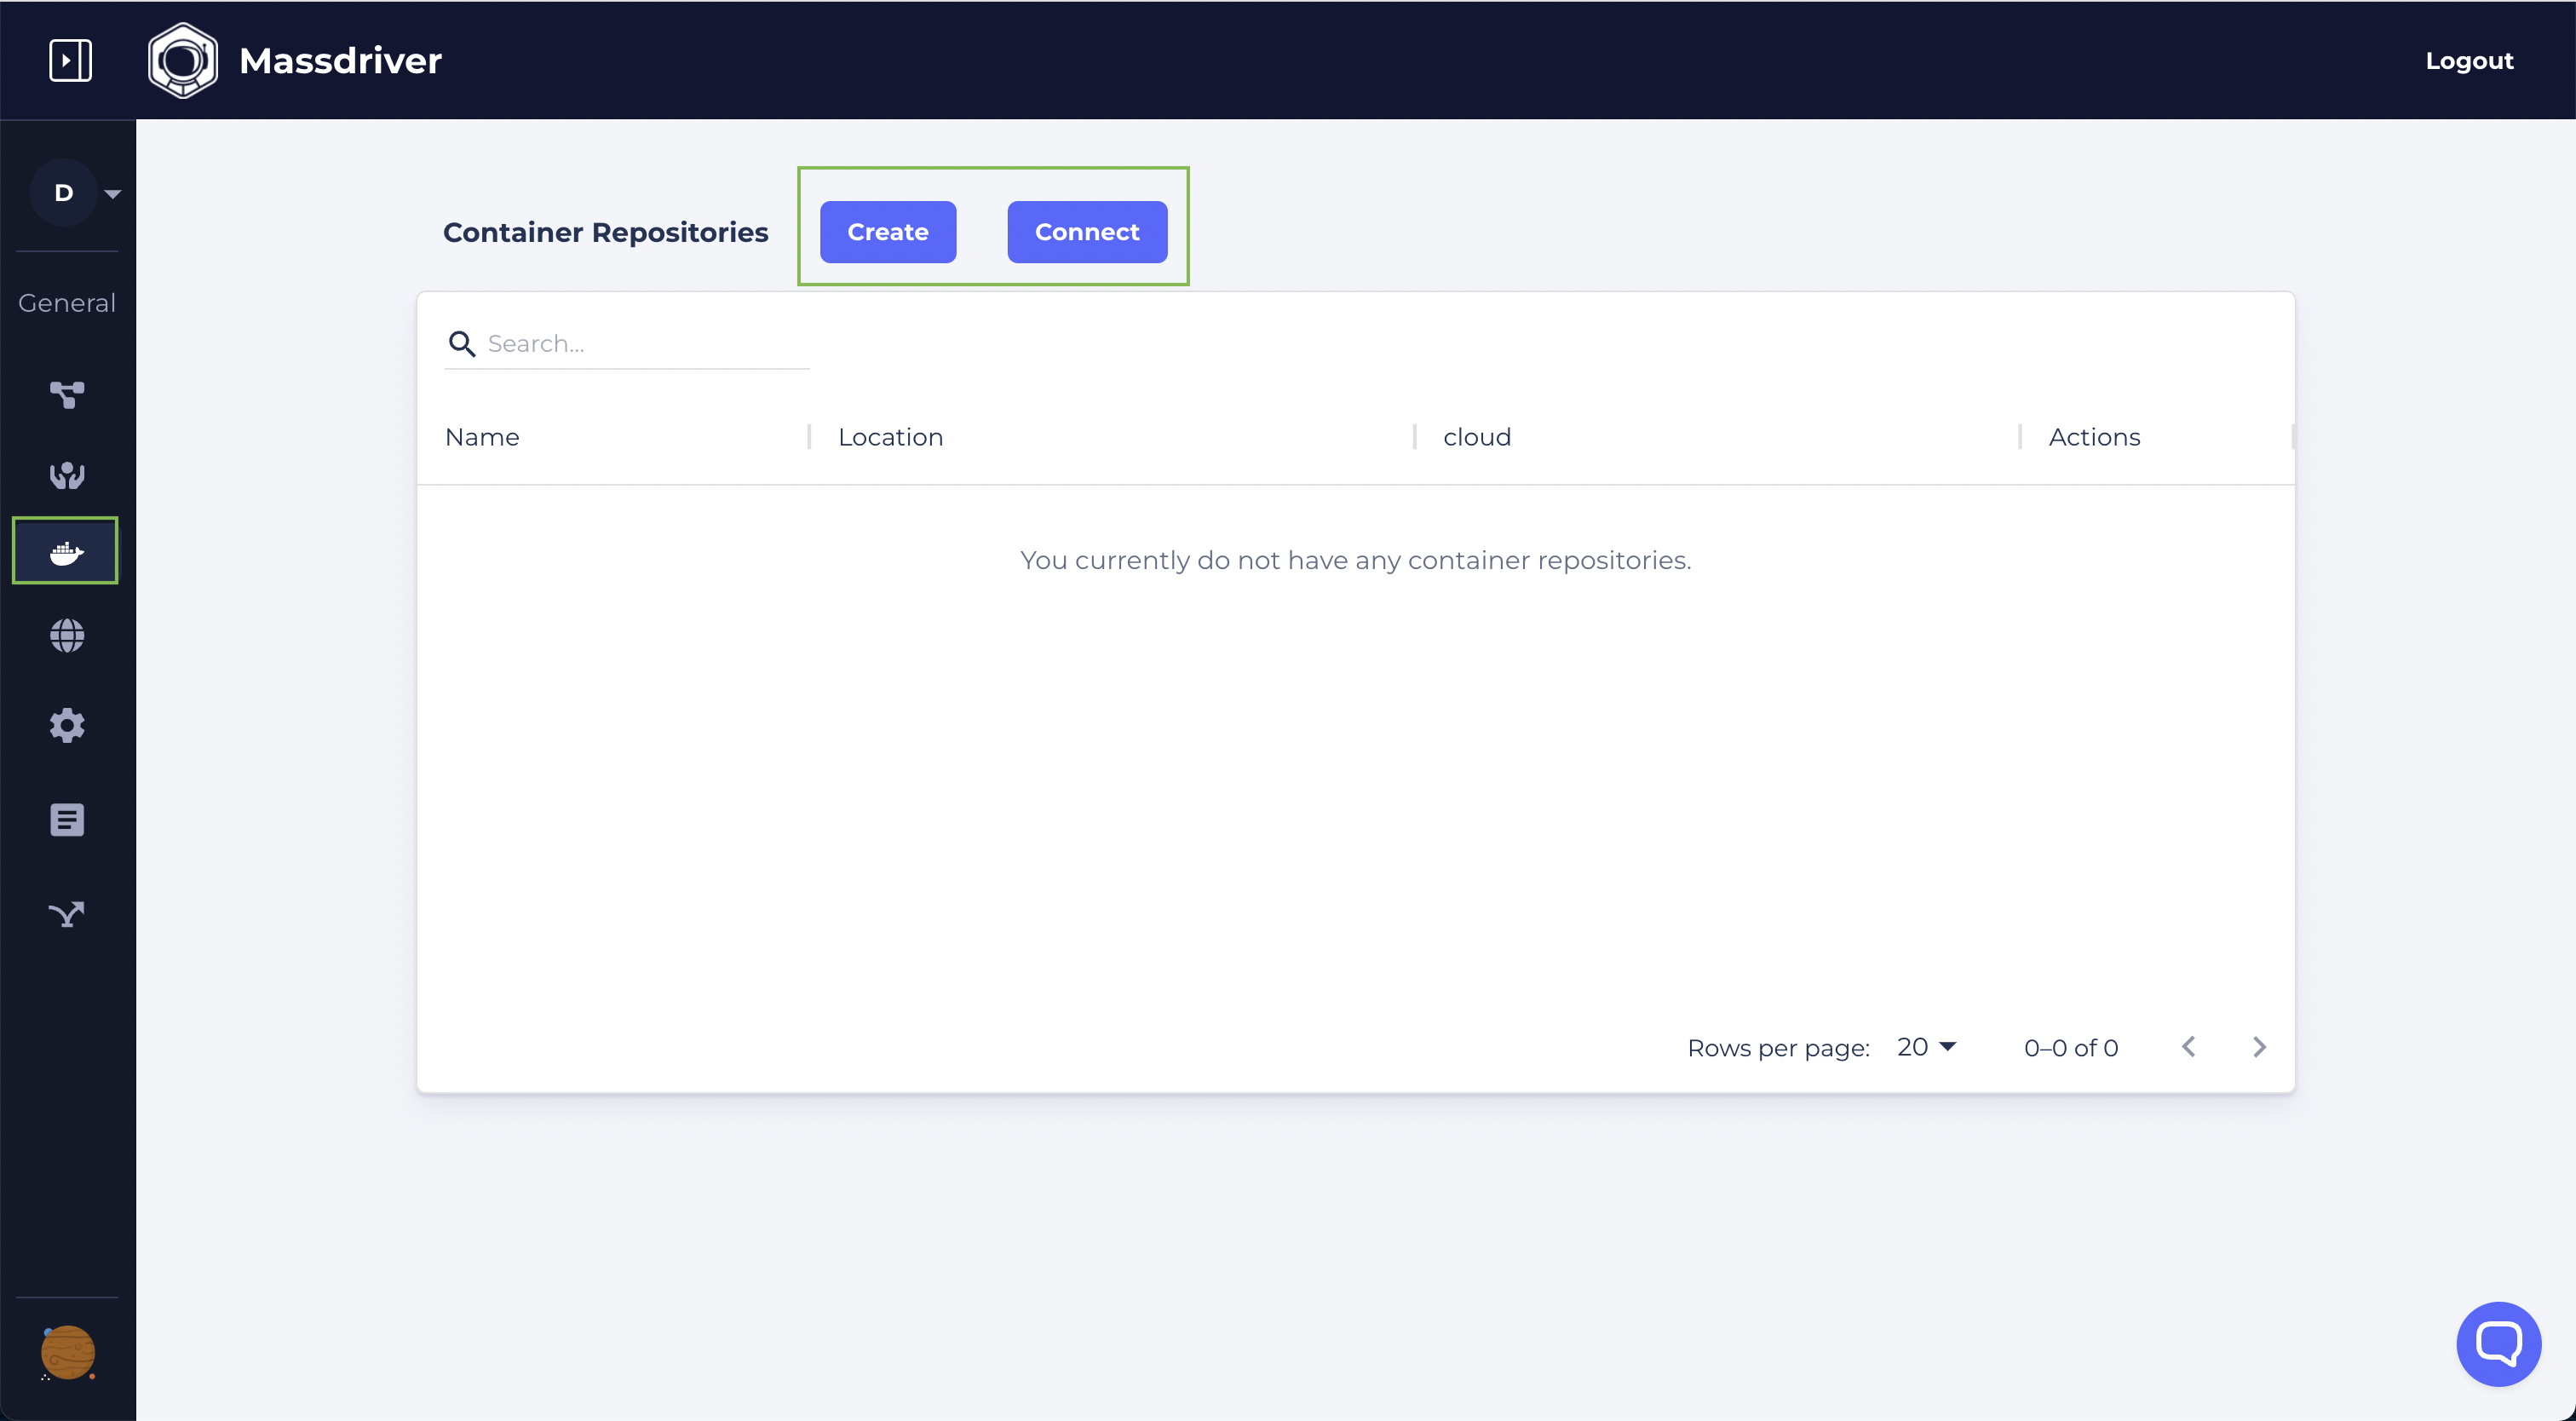 Massdriver
Logout
D
General
Container Repositories
Create
Connect
Search...
Name
Location
cloud
Actions
You currently do not have any container repositories.
Rows per page: 20
0–0 of 0